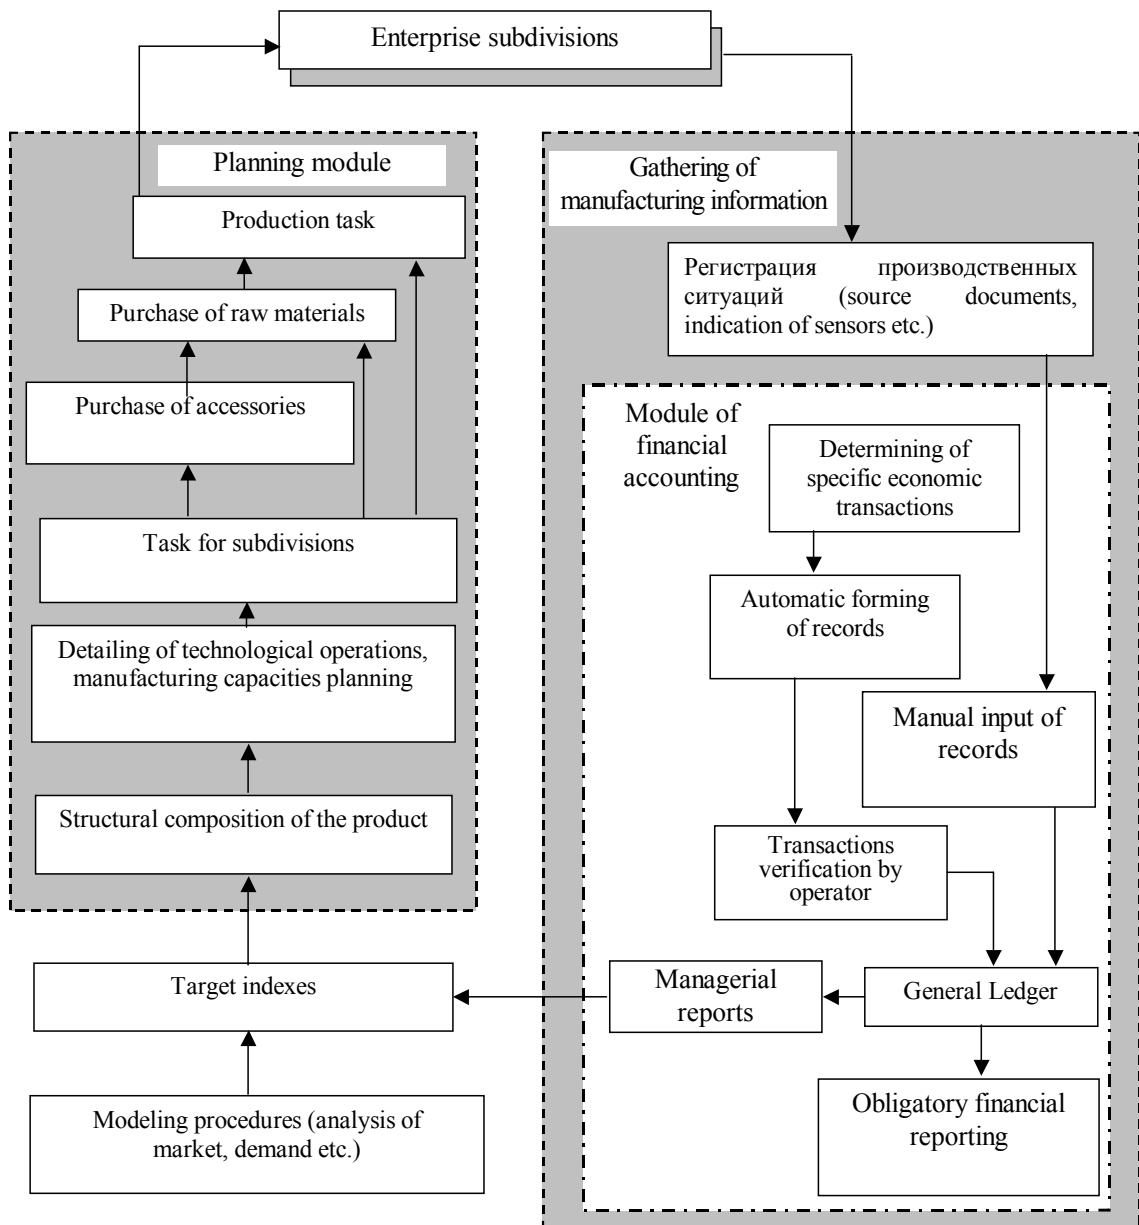 Enterprise subdivisions
Planning module
Production task
Purchase of raw materials
Purchase of accessories
Task for subdivisions
Detailing of technological operations,
manufacturing capacities planning
Structural composition of the product
Target indexes
Modeling procedures (analysis of
market, demand etc.)
Gathering of
manufacturing information
Регистрация производственных
ситуаций (source documents,
indication of sensors etc.)
Module of
financial
accounting
Determining of
specific economic
transactions
Automatic forming
of records
Manual input of
records
Transactions
verification by
operator
Managerial
reports
General Ledger
Obligatory financial
reporting